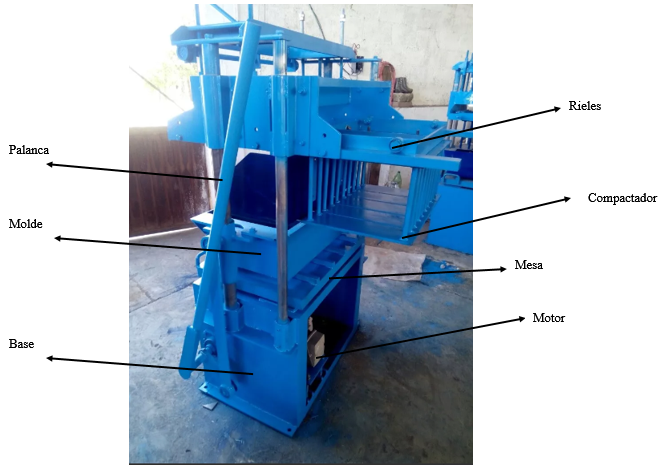 Rieles
Palanca
Compactador
Molde
Mesa
Motor
Base